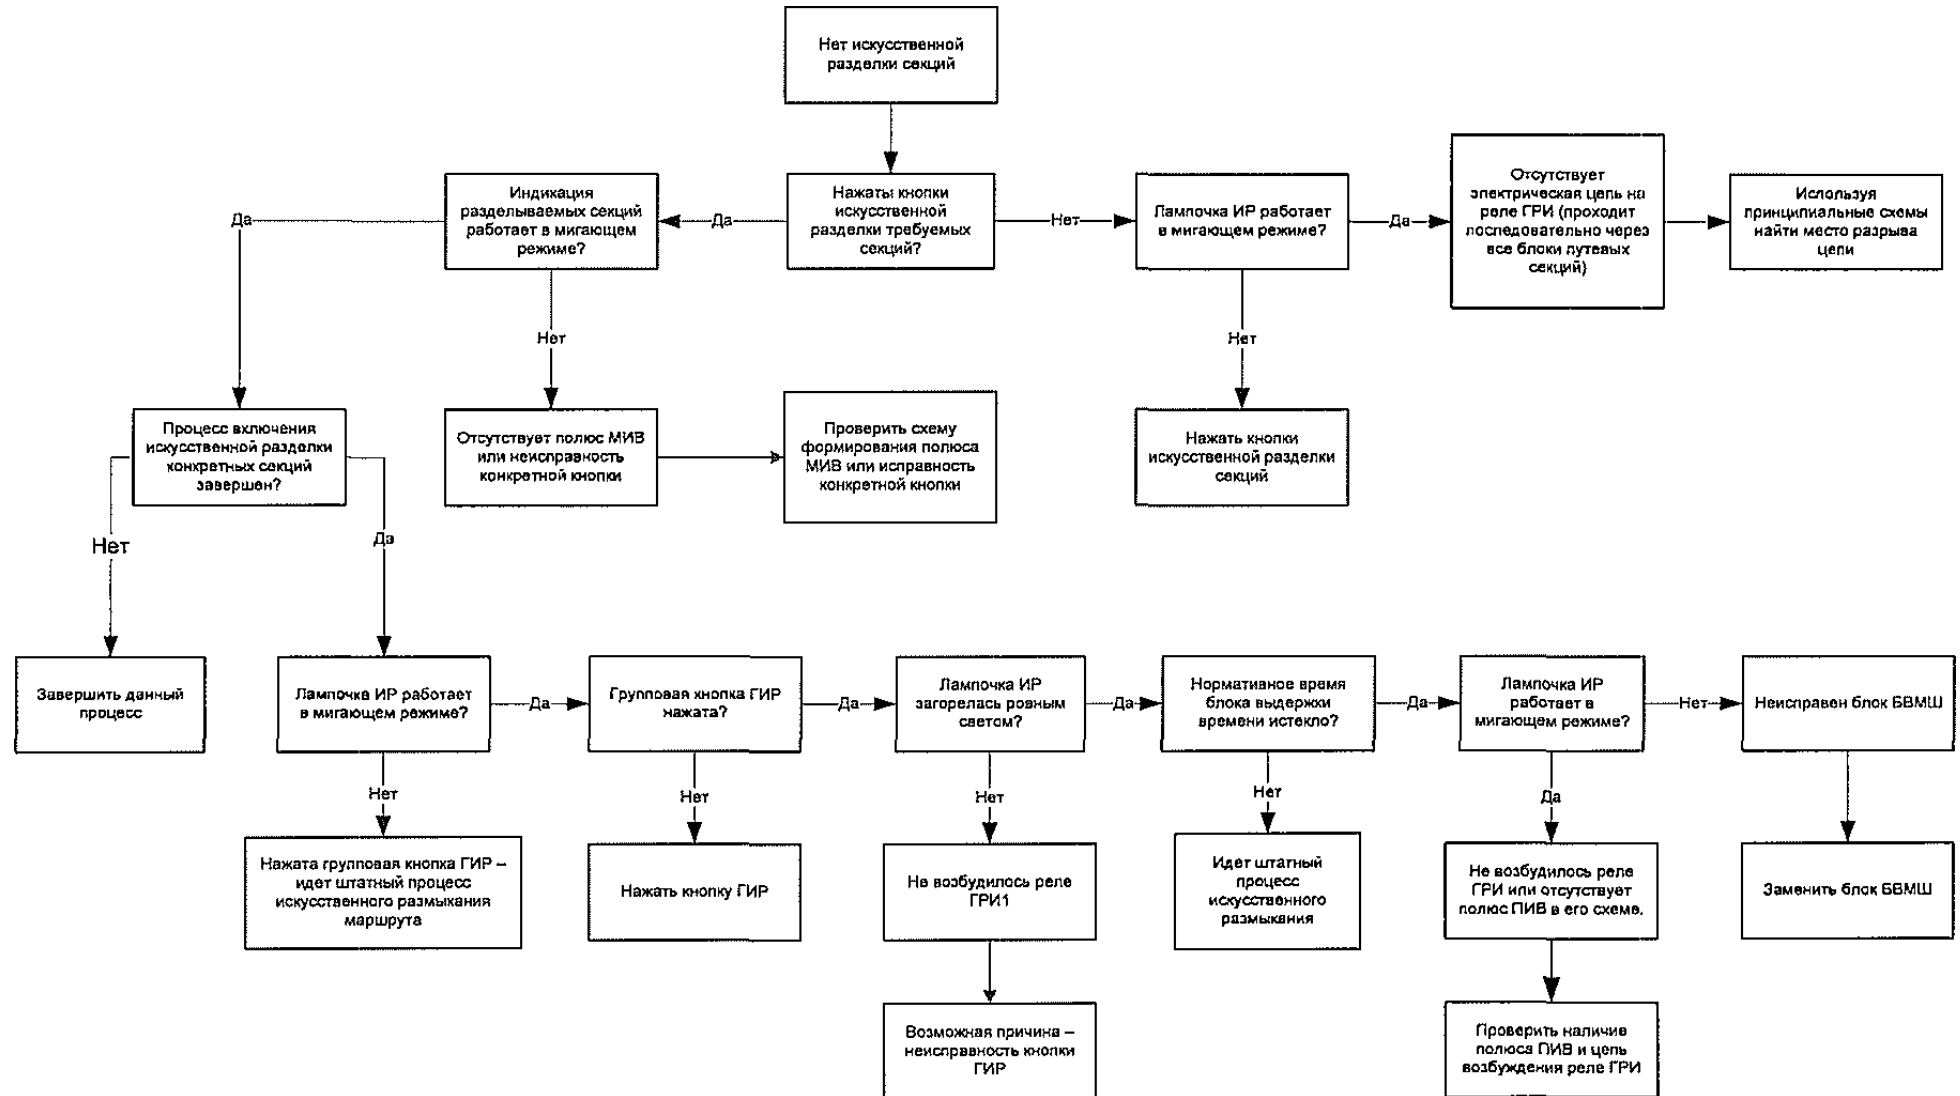 Нет искусственной
разделки секций
Индикация
разделываемых секций
работает в мигающем
режиме?
Нажаты кнопки
искусственной
разделки требуемых
секций?
Лампочка ИР работает
в мигающем режиме?
Отсутствует
электрическая цепь на
реле ГРИ (проходит
последовательно через
все блоки путевых
секций)
Используя
принципиальные схемы
найти место разрыва
цепи
Да
Да
Нет
Да
Нет
Нет
Процесс включения
искусственной разделки
конкретных секций
завершен?
Отсутствует полюс МИВ
или неисправность
конкретной кнопки
Проверить схему
формирования полюса
МИВ или исправность
конкретной кнопки
Нажать кнопки
искусственной разделки
секций
Нет
Да
Завершить данный
процесс
Лампочка ИР работает
в мигающем режиме?
Да
Групповая кнопка ГИР
нажата?
Да
Лампочка ИР
загорелась ровным
светом?
Да
Нормативное время
блока выдержки
времени истекло?
Да
Лампочка ИР
работает в
мигающем режиме?
Нет
Неисправен блок БВМШ
Нет
Нет
Нет
Нет
Да
Нажата групповая кнопка ГИР –
идет штатный процесс
искусственного размыкания
маршрута
Нажать кнопку ГИР
Не возбудилось реле
ГРИ1
Идет штатный
процесс
искусственного
размыкания
Не возбудилось реле
ГРИ или отсутствует
полюс ПИВ в его схеме.
Заменить блок БВМШ
Возможная причина –
неисправность кнопки
ГИР
Проверить наличие
полюса ПИВ и цепь
возбуждения реле ГРИ